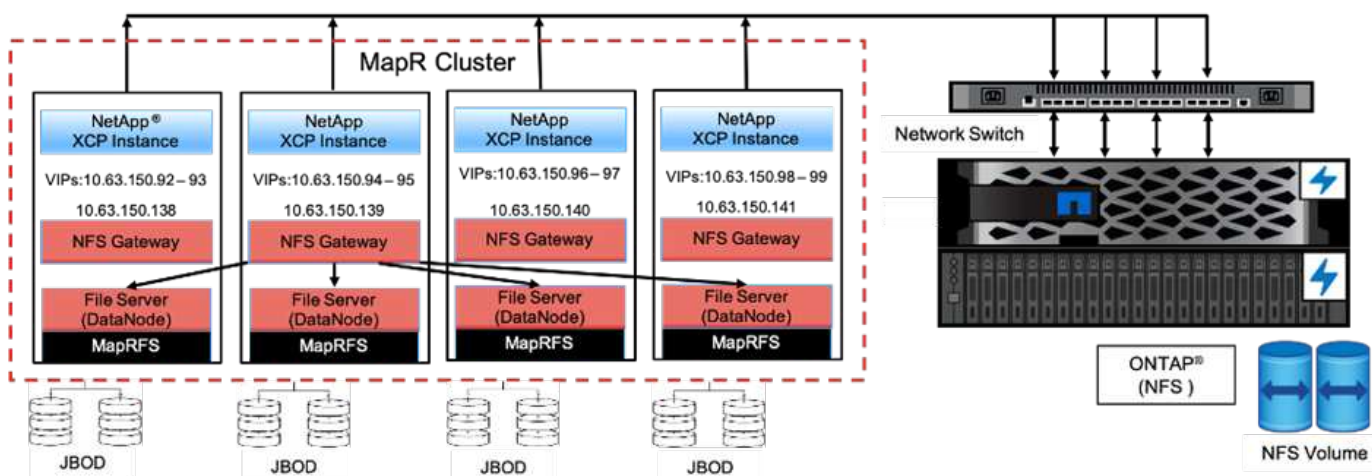 MapR Cluster
NetApp®
XCP Instance
VIPs:10.63.150.92–93
10.63.150.138
NFS Gateway
File Server
(DataNode)
MapRFS
JBOD
NetApp
XCP Instance
VIPs:10.63.150.94–95
10.63.150.139
NFS Gateway
File Server
(DataNode)
MapRFS
JBOD
NetApp
XCP Instance
VIPs:10.63.150.96–97
10.63.150.140
NFS Gateway
File Server
(DataNode)
MapRFS
JBOD
NetApp
XCP Instance
VIPs:10.63.150.98–99
10.63.150.141
NFS Gateway
File Server
(DataNode)
MapRFS
JBOD
Network Switch
ONTAP®
(NFS )
NFS Volume